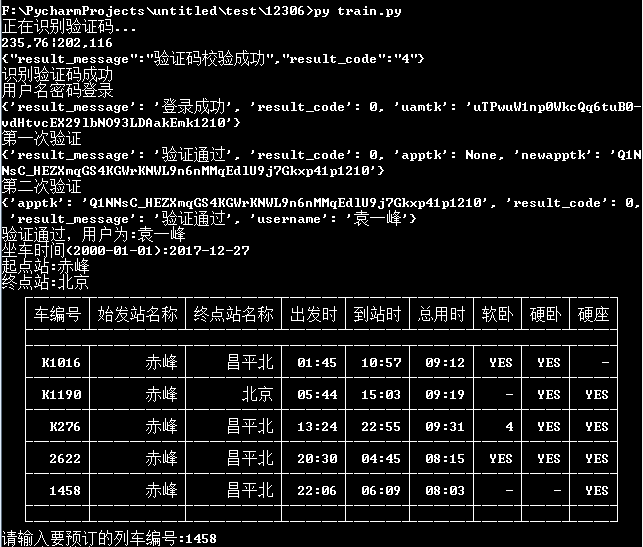 F:\PycharmProjects\untitled\test\12306>py train.py
正在识别验证码...
235,76|202,116
{"result_message":"验证码校验成功","result_code":"4"}
识别验证码成功
用户名密码登录
{'result_message': '登录成功', 'result_code': 0, 'uamtk': 'uTPwuW1np0WkcQq6tuB0-
vdHtvcEX29lbNO93LDAakEmk1210'}
第一次验证
{'result_message': '验证通过', 'result_code': 0, 'apptk': None, 'newapptk': 'Q1N
NsC_HEZXmqGS4KGWrKNWL9n6nMMqEdlU9j7Gkxp41p1210'}
第二次验证
{'apptk': 'Q1NNsC_HEZXmqGS4KGWrKNWL9n6nMMqEdlU9j7Gkxp41p1210', 'result_code': 0,
 'result_message': '验证通过', 'username': '袁一峰'}
验证通过，用户为:袁一峰
坐车时间(2000-01-01):2017-12-27
起点站:赤峰
终点站:北京
车编号 始发站名称 终点站名称 出发时 到站时 总用时 软卧 硬卧 硬座
K1016 赤峰 昌平北 01:45 10:57 09:12 YES YES -
K1190 赤峰 北京 05:44 15:03 09:19 - YES YES
K276 赤峰 昌平北 13:24 22:55 09:31 4 YES YES
2622 赤峰 昌平北 20:30 04:45 08:15 YES YES YES
1458 赤峰 昌平北 22:06 06:09 08:03 - - YES
请输入要预订的列车编号:1458